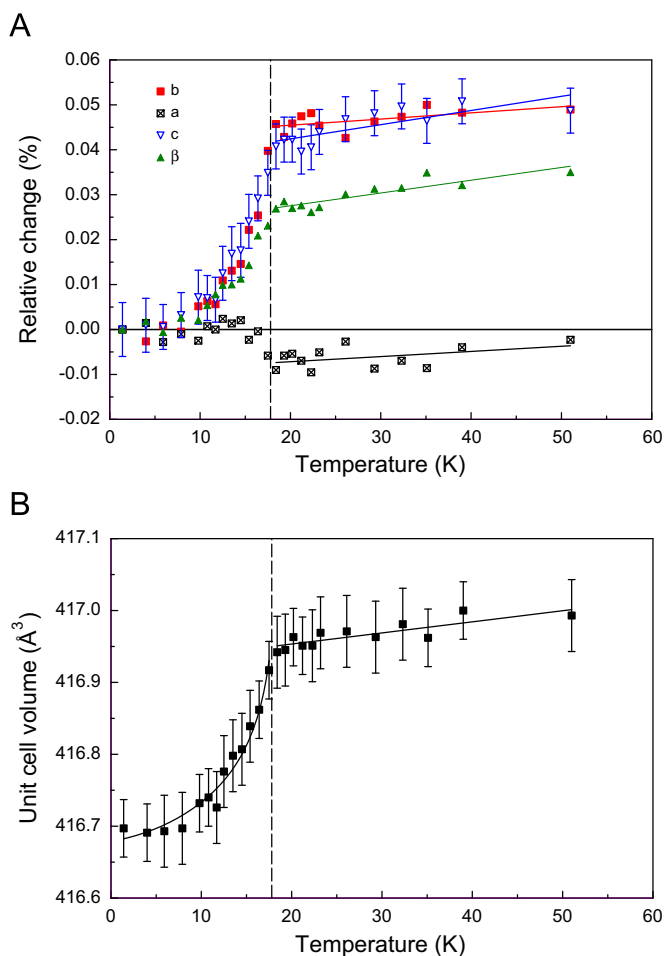 A
0.06
0.05
0.04
0.03
0.02
0.01
0.00
-0.01
-0.02
Relative change (%)
b
a
c
β
0 10 20 30 40 50 60
Temperature (K)
B
417.1
417.0
416.9
416.8
416.7
416.6
Unit cell volume (Å³)
0 10 20 30 40 50 60
Temperature (K)